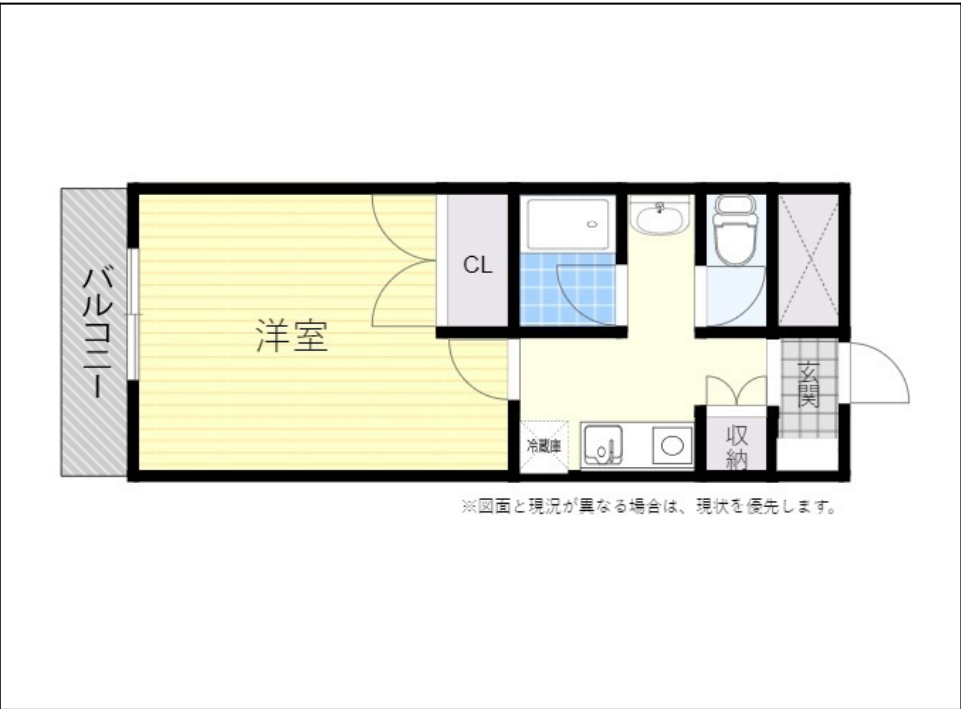 バルコニー
洋室
CL
冷蔵庫
収納
玄関
※図面と現況が異なる場合は、現状を優先します。